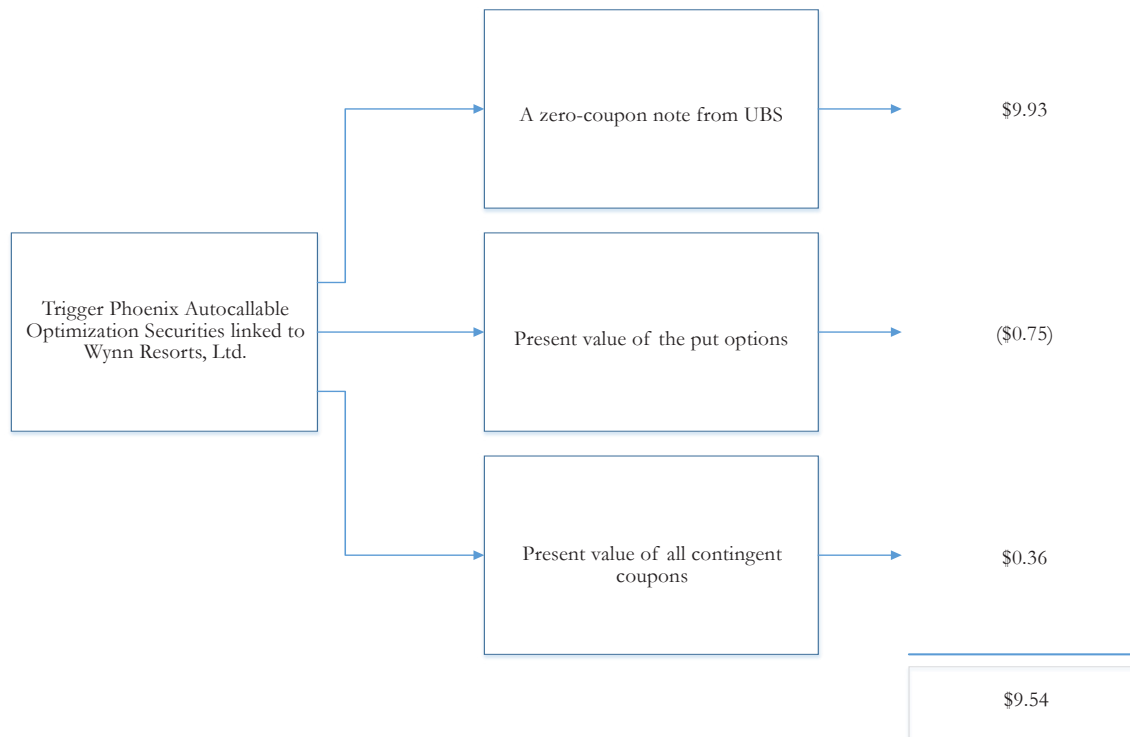 A zero-coupon note from UBS
$9.93
Trigger Phoenix Autocallable
Optimization Securities linked to
Wynn Resorts, Ltd.
Present value of the put options
($0.75)
Present value of all contingent
coupons
$0.36
$9.54